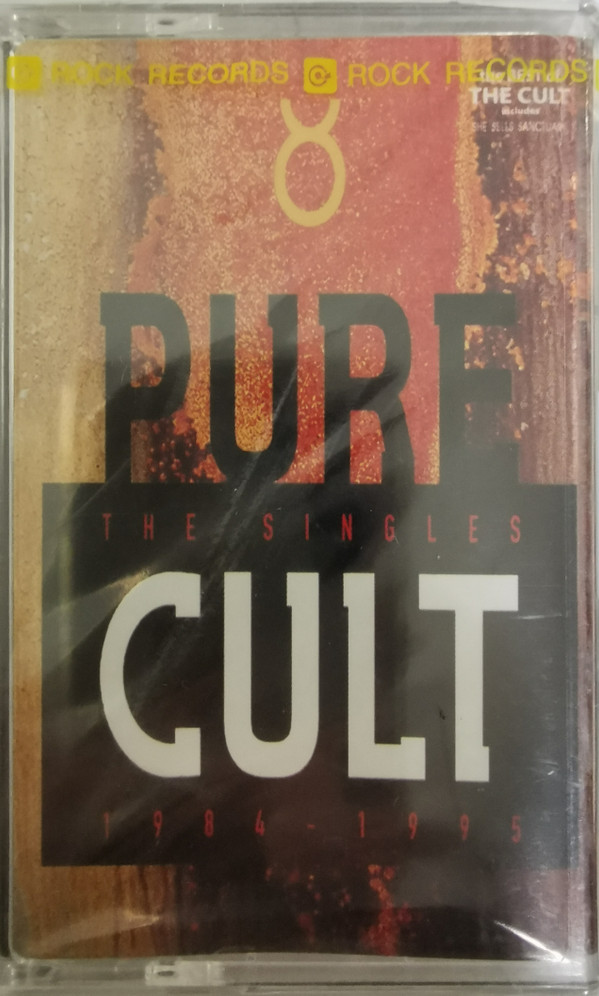 ROCK RECORDS ROCK RECORDS
the BEST of
THE CULT
includes
SHE SELLS SANCTUARY
PURE
THE SINGLES
CULT
1984-1995